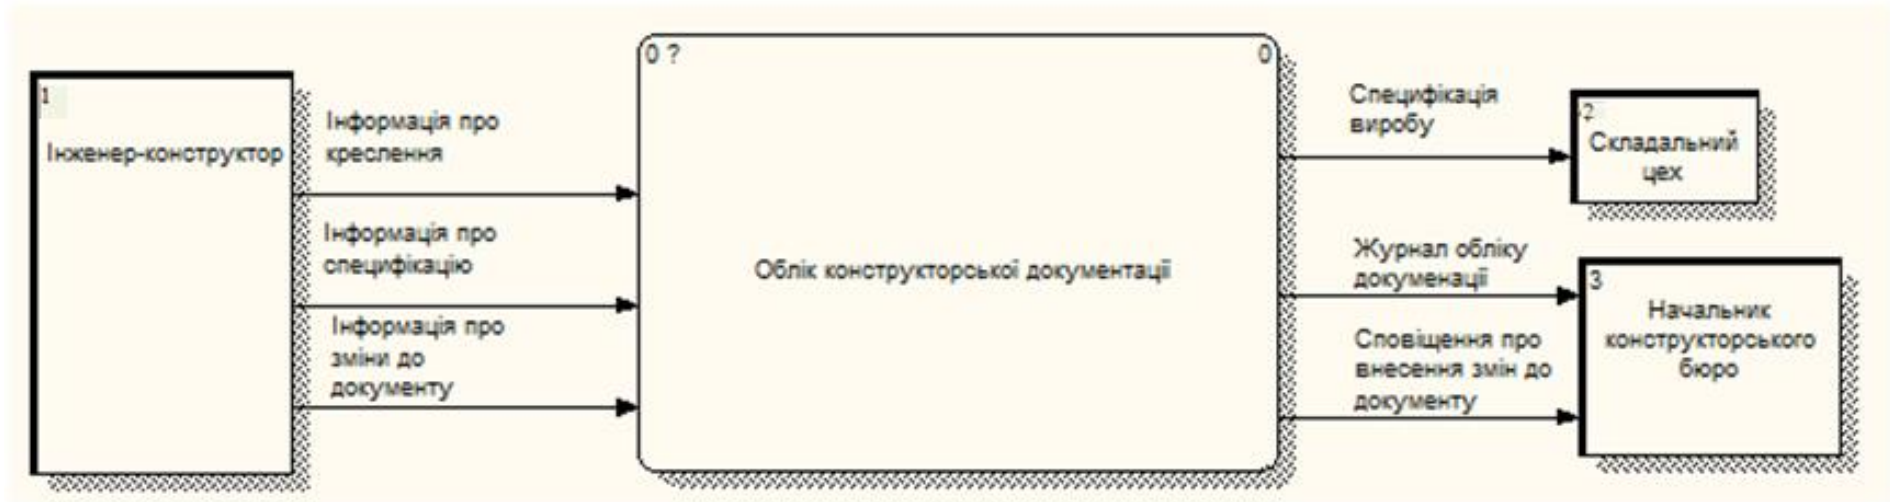 1
Інженер-конструктор
Інформація про
креслення
Інформація про
специфікацію
Інформація про
зміни до
документу
0 ?
0
Облік конструкторської документації
Специфікація
виробу
2
Складальний
цех
Журнал обліку
докуменації
Сповіщення про
внесення змін до
документу
3
Начальник
конструкторського
бюро